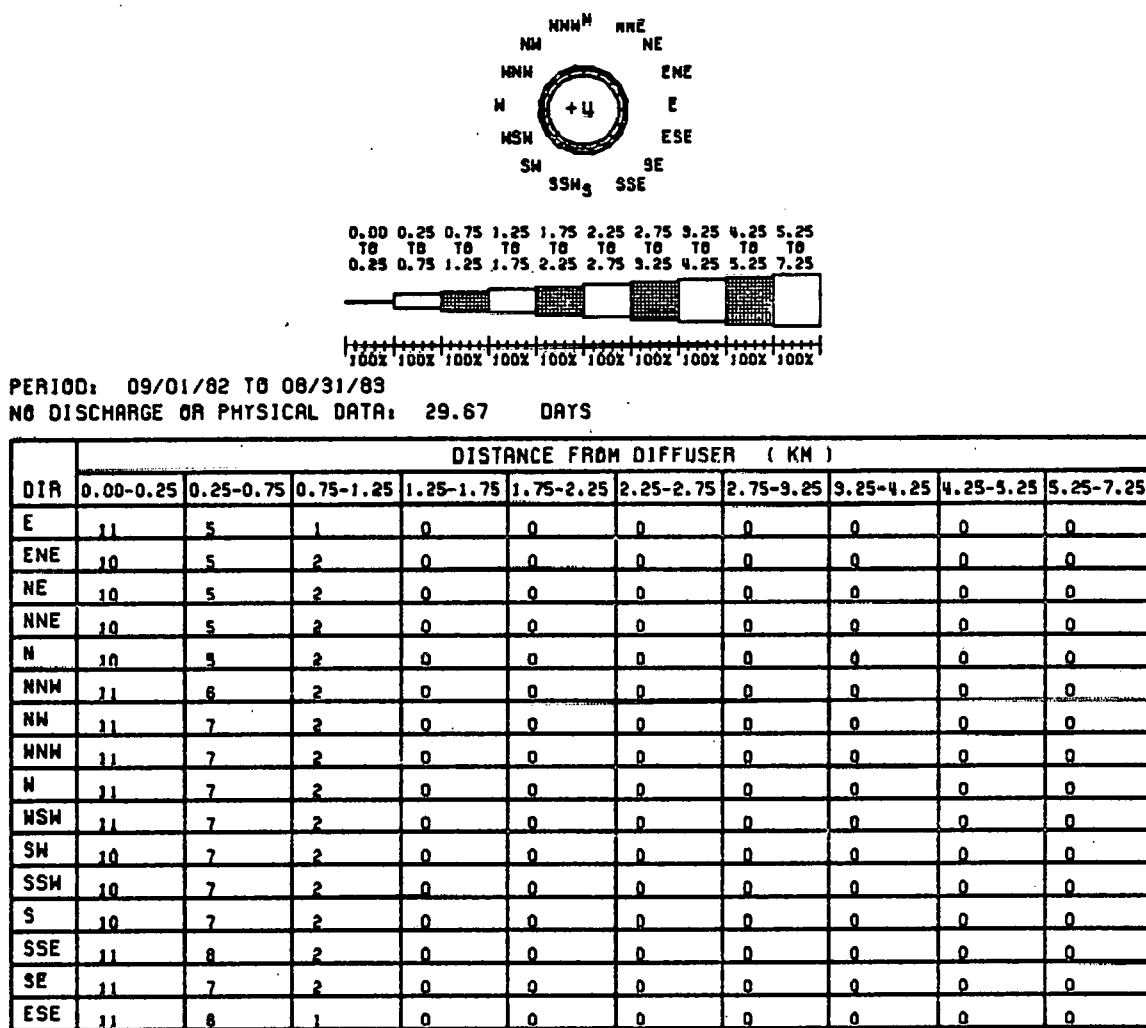 NNW N NNE
NW NE
WNW ENE
W +4 E
WSW ESE
SW SE
SSW S SSE
0.00 0.25 0.75 1.25 1.75 2.25 2.75 3.25 4.25 5.25
TO TO TO TO TO TO TO TO TO TO
0.25 0.75 1.25 1.75 2.25 2.75 3.25 4.25 5.25 7.25
100% 100% 100% 100% 100% 100% 100% 100% 100% 100%
PERIOD: 09/01/82 TO 08/31/83
NO DISCHARGE OR PHYSICAL DATA: 29.67 DAYS
DISTANCE FROM DIFFUSER ( KM )
DIR 0.00-0.25 0.25-0.75 0.75-1.25 1.25-1.75 1.75-2.25 2.25-2.75 2.75-3.25 3.25-4.25 4.25-5.25 5.25-7.25
E 11 5 1 0 0 0 0 0 0 0
ENE 10 5 2 0 0 0 0 0 0 0
NE 10 5 2 0 0 0 0 0 0 0
NNE 10 5 2 0 0 0 0 0 0 0
N 10 5 2 0 0 0 0 0 0 0
NNW 11 6 2 0 0 0 0 0 0 0
NW 11 7 2 0 0 0 0 0 0 0
WNW 11 7 2 0 0 0 0 0 0 0
W 11 7 2 0 0 0 0 0 0 0
WSW 11 7 2 0 0 0 0 0 0 0
SW 10 7 2 0 0 0 0 0 0 0
SSW 10 7 2 0 0 0 0 0 0 0
S 10 7 2 0 0 0 0 0 0 0
SSE 11 8 2 0 0 0 0 0 0 0
SE 11 7 2 0 0 0 0 0 0 0
ESE 11 6 1 0 0 0 0 0 0 0